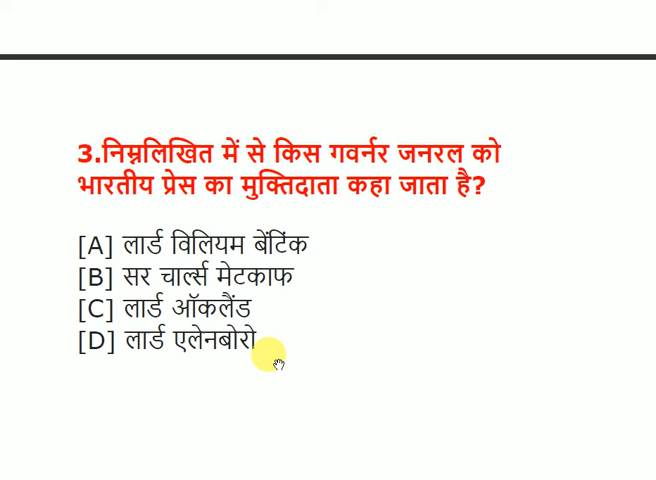 3.निम्नलिखित में से किस गवर्नर जनरल को
भारतीय प्रेस का मुक्तिदाता कहा जाता है?
[A] लार्ड विलियम बेंटिंक
[B] सर चार्ल्स मेटकाफ
[C] लार्ड ऑकलैंड
[D] लार्ड एलेनबोरो